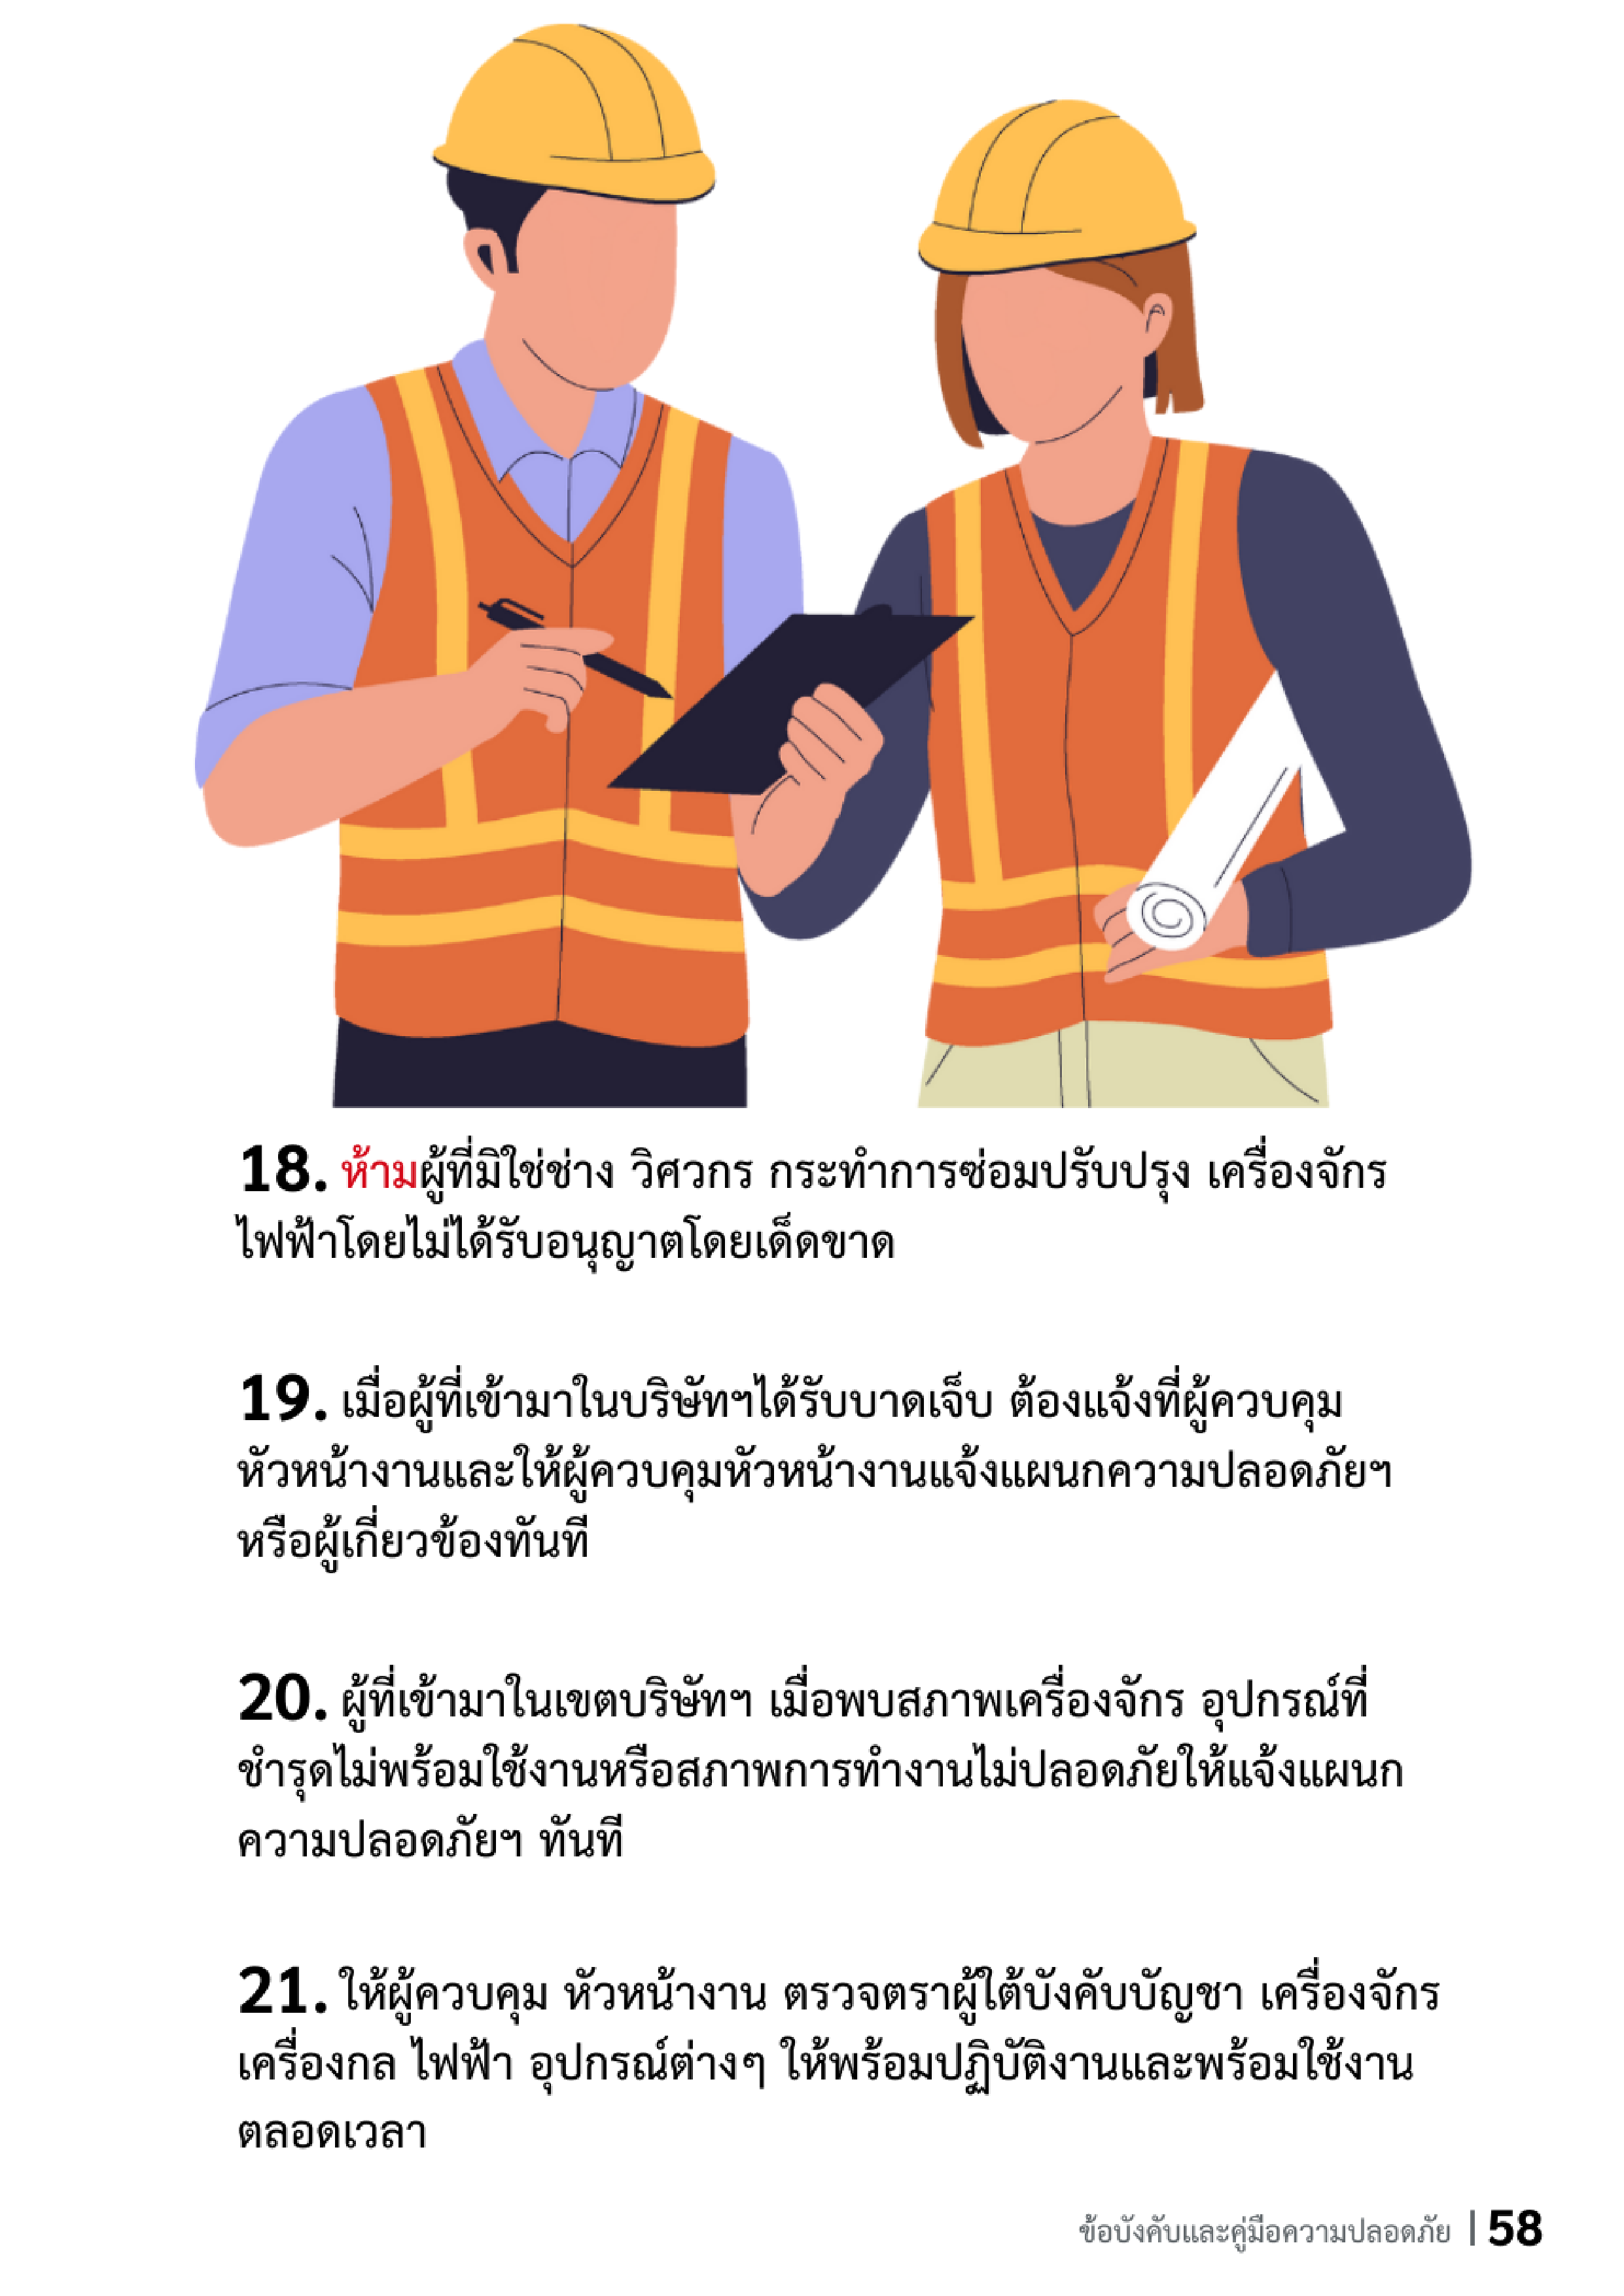 18. ห้ามผู้ที่มิใช่ช่าง วิศวกร กระทำการซ่อมปรับปรุง เครื่องจักร
ไฟฟ้าโดยไม่ได้รับอนุญาตโดยเด็ดขาด
19. เมื่อผู้ที่เข้ามาในบริษัทฯได้รับบาดเจ็บ ต้องแจ้งที่ผู้ควบคุม
หัวหน้างานและให้ผู้ควบคุมหัวหน้างานแจ้งแผนกความปลอดภัยฯ
หรือผู้เกี่ยวข้องทันที
20. ผู้ที่เข้ามาในเขตบริษัทฯ เมื่อพบสภาพเครื่องจักร อุปกรณ์ที่
ชำรุดไม่พร้อมใช้งานหรือสภาพการทำงานไม่ปลอดภัยให้แจ้งแผนก
ความปลอดภัยฯ ทันที
21. ให้ผู้ควบคุม หัวหน้างาน ตรวจตราผู้ใต้บังคับบัญชา เครื่องจักร
เครื่องกล ไฟฟ้า อุปกรณ์ต่างๆ ให้พร้อมปฏิบัติงานและพร้อมใช้งาน
ตลอดเวลา
ข้อบังคับและคู่มือความปลอดภัย | 58